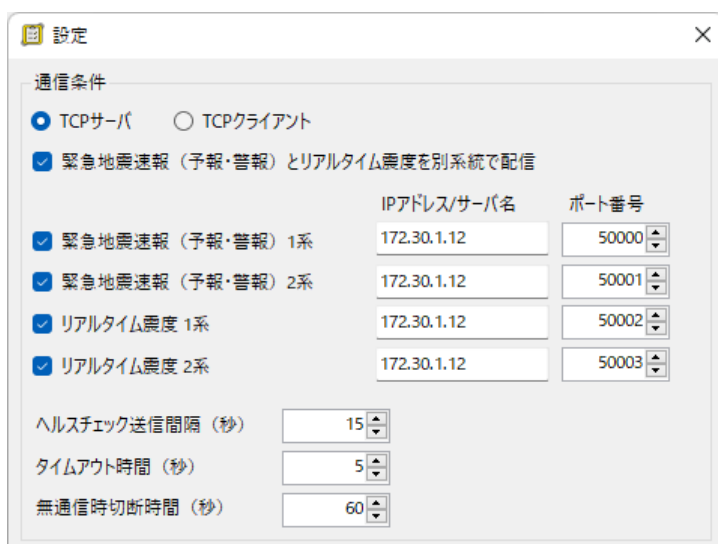 設定
通信条件
TCPサーバ TCPクライアント
緊急地震速報（予報・警報）とリアルタイム震度を別系統で配信
IPアドレス/サーバ名 ポート番号
緊急地震速報（予報・警報）1系 172.30.1.12 50000
緊急地震速報（予報・警報）2系 172.30.1.12 50001
リアルタイム震度 1系 172.30.1.12 50002
リアルタイム震度 2系 172.30.1.12 50003
ヘルスチェック送信間隔（秒） 15
タイムアウト時間（秒） 5
無通信時切断時間（秒） 60